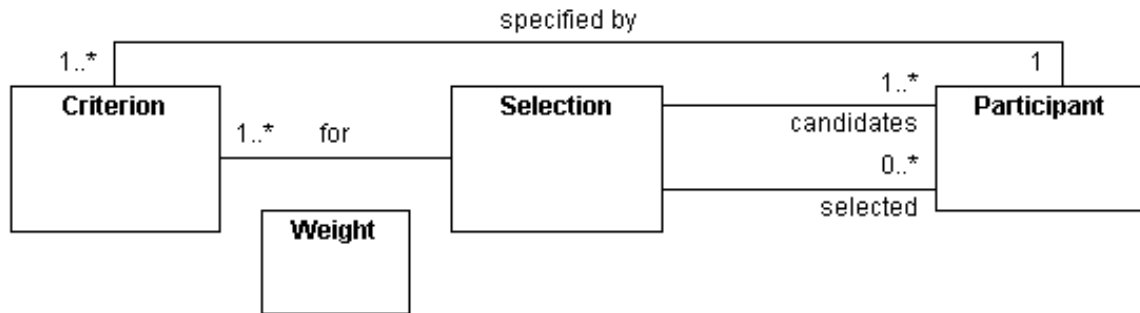 specified by
1..*
1
Criterion
Selection
1..*
Participant
1..* for
candidates
0..*
selected
Weight